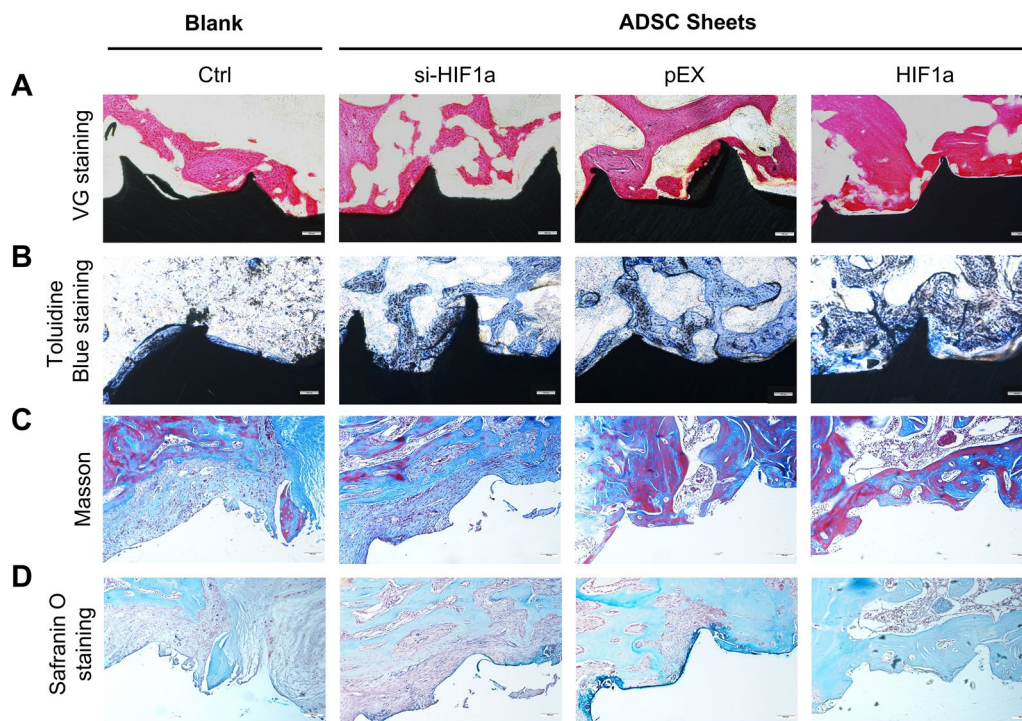 Blank
ADSC Sheets
Ctrl
si-HIF1a
pEX
HIF1a
A
VG staining
B
Toluidine
Blue staining
C
Masson
D
Safranin O
staining